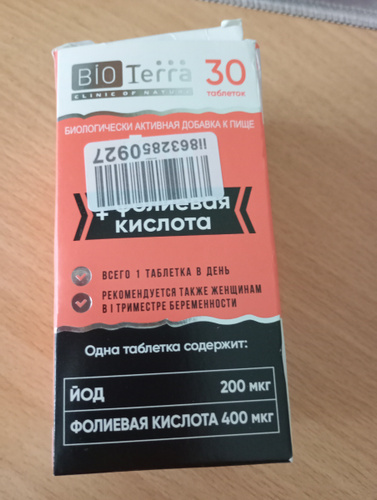 BIO Terra
CLINIC OF NATURE
30
таблеток
БИОЛОГИЧЕСКИ АКТИВНАЯ ДОБАВКА К ПИЩЕ
ii8632850927
+ фолиевая
кислота
ВСЕГО 1 ТАБЛЕТКА В ДЕНЬ
РЕКОМЕНДУЕТСЯ ТАКЖЕ ЖЕНЩИНАМ
В I ТРИМЕСТРЕ БЕРЕМЕННОСТИ
Одна таблетка содержит:
ЙОД 200 мкг
ФОЛИЕВАЯ КИСЛОТА 400 мкг